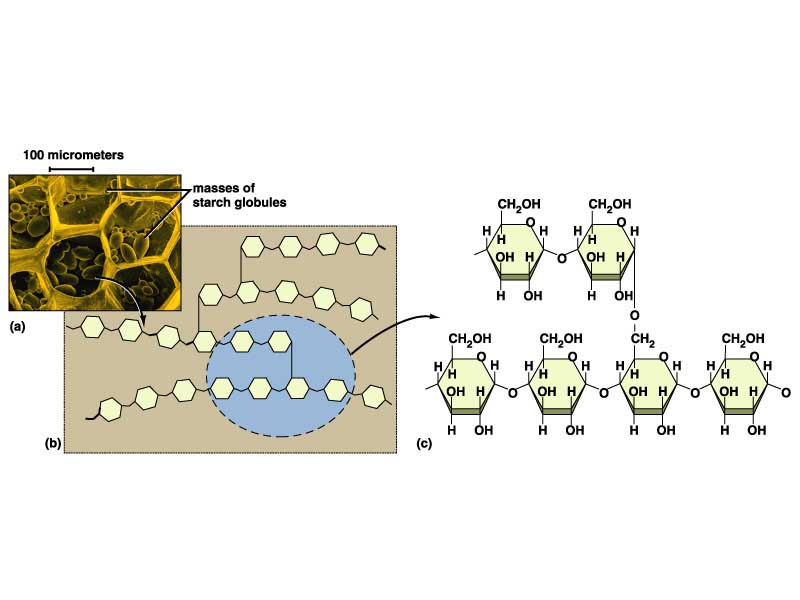 100 micrometers
masses of
starch globules
(a)
(b)
CH₂OH CH₂OH
O O
H H H H
H H
OH H O OH H
H OH H OH
O
CH₂OH CH₂OH CH₂ CH₂OH
O O O O
H H H H H H H H
H H H H
OH H O OH H O OH H O OH H O
H OH H OH H OH H OH
(c)